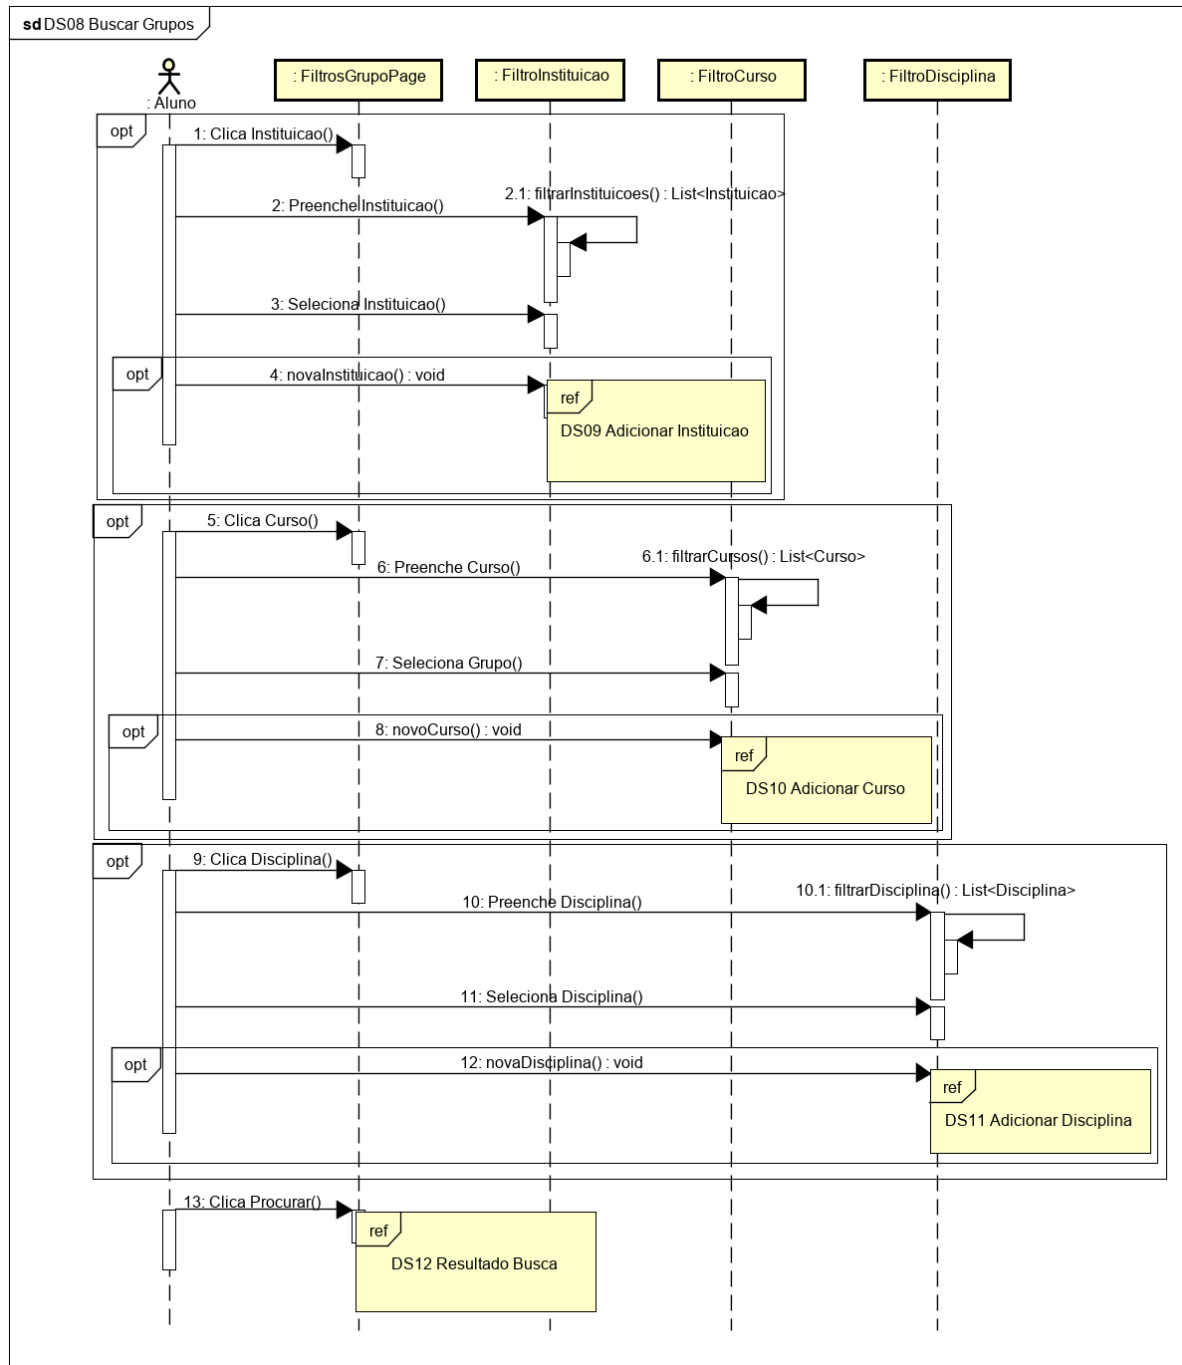 sd DS08 Buscar Grupos
: Aluno
: FiltrosGrupoPage
: FiltroInstituicao
: FiltroCurso
: FiltroDisciplina
opt
1: Clica Instituicao()
2: Preenche Instituicao()
2.1: filtrarInstituicoes() : List<Instituicao>
3: Seleciona Instituicao()
opt
4: novaInstituicao() : void
ref
DS09 Adicionar Instituicao
opt
5: Clica Curso()
6: Preenche Curso()
6.1: filtrarCursos() : List<Curso>
7: Seleciona Grupo()
opt
8: novoCurso() : void
ref
DS10 Adicionar Curso
opt
9: Clica Disciplina()
10: Preenche Disciplina()
10.1: filtrarDisciplina() : List<Disciplina>
11: Seleciona Disciplina()
opt
12: novaDisciplina() : void
ref
DS11 Adicionar Disciplina
13: Clica Procurar()
ref
DS12 Resultado Busca